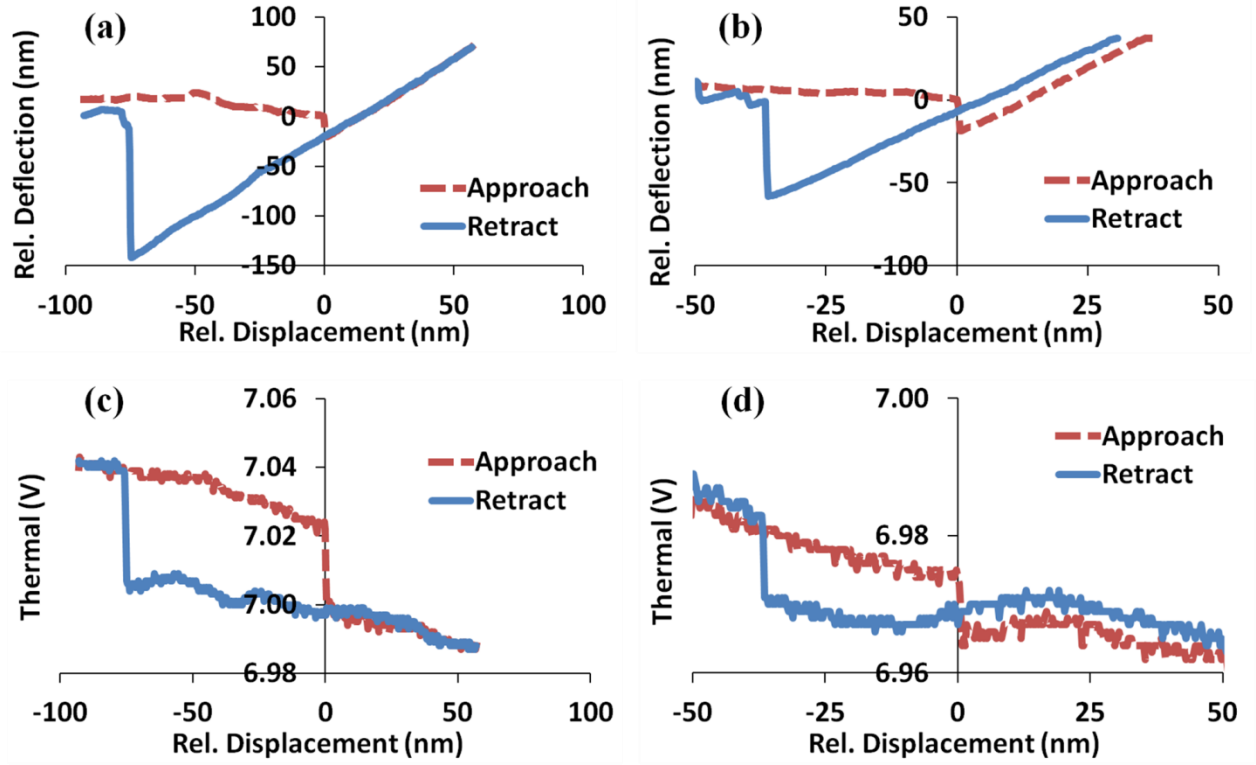 (a)
100
50
0
-50
-100
-150
Rel. Deflection (nm)
Approach
Retract
-100 -50 0 50 100
Rel. Displacement (nm)
(b)
50
0
-50
-100
Rel. Deflection (nm)
Approach
Retract
-50 -25 0 25 50
Rel. Displacement (nm)
(c)
7.06
7.04
7.02
7.00
6.98
Thermal (V)
Approach
Retract
-100 -50 0 50 100
Rel. Displacement (nm)
(d)
7.00
6.98
6.96
Thermal (V)
Approach
Retract
-50 -25 0 25 50
Rel. Displacement (nm)